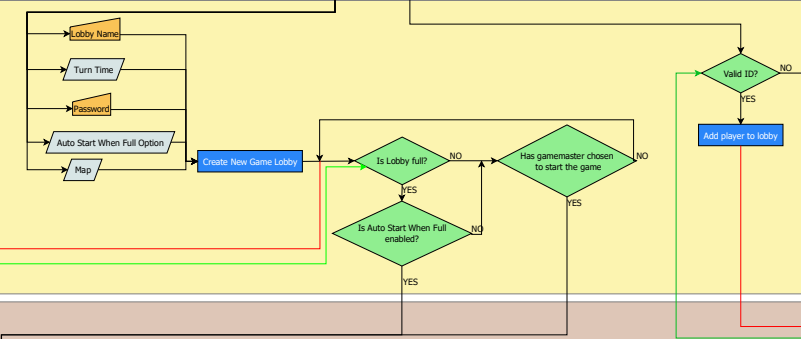 Lobby Name
Turn Time
Password
Auto Start When Full Option
Map
Create New Game Lobby
Is Lobby full?
NO
YES
Is Auto Start When Full
enabled?
NO
YES
Has gamemaster chosen
to start the game
NO
YES
Valid ID?
NO
YES
Add player to lobby